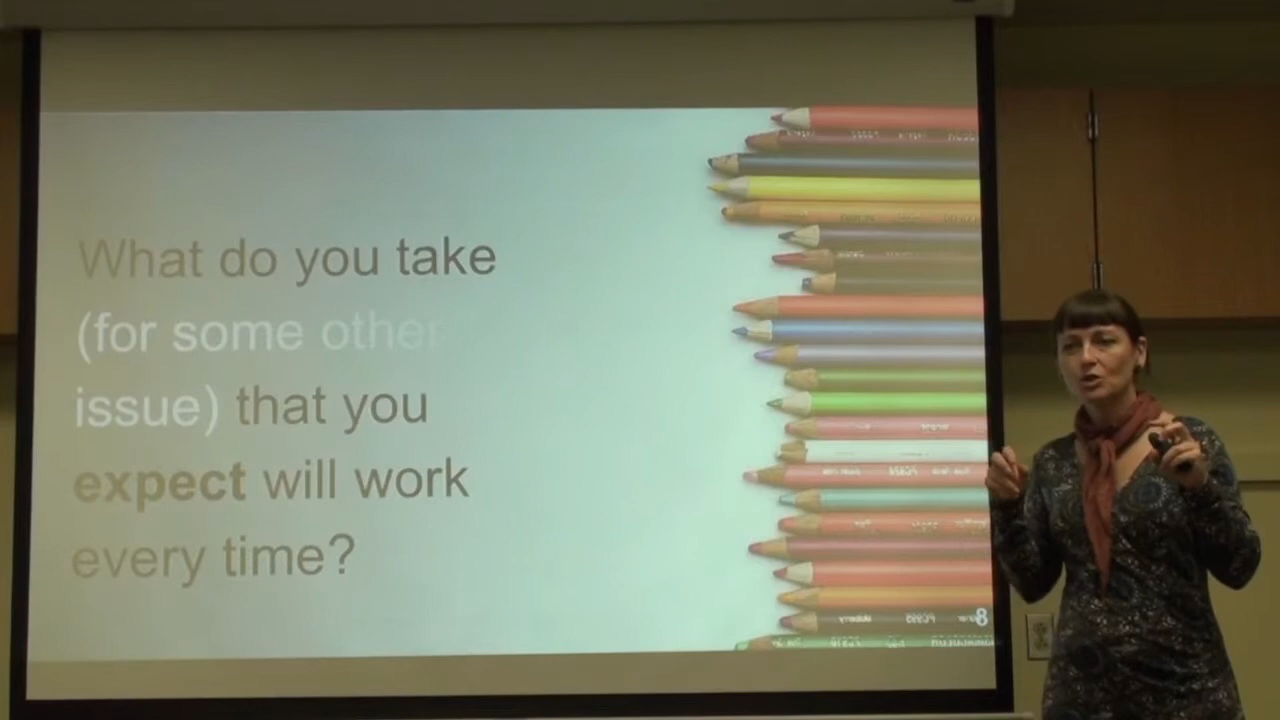 What do you take
(for some other
issue) that you
expect will work
every time?
8